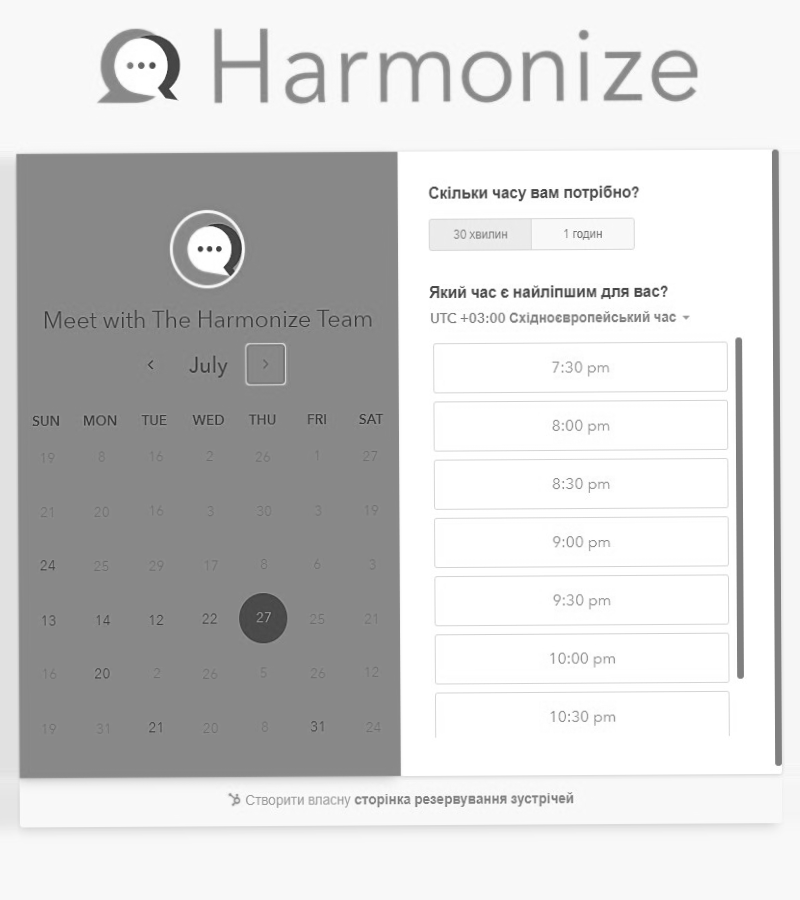 Harmonize
Meet with The Harmonize Team
July
SUN MON TUE WED THU FRI SAT
19 8 16 2 26 1 27
21 20 16 3 30 3 19
24 25 29 17 8 6 3
13 14 12 22 27 25 21
16 20 2 26 5 26 12
19 31 21 20 8 31 24
Скільки часу вам потрібно?
30 хвилин 1 годин
Який час є найліпшим для вас?
UTC +03:00 Східноєвропейський час
7:30 pm
8:00 pm
8:30 pm
9:00 pm
9:30 pm
10:00 pm
10:30 pm
Створити власну сторінка резервування зустрічей